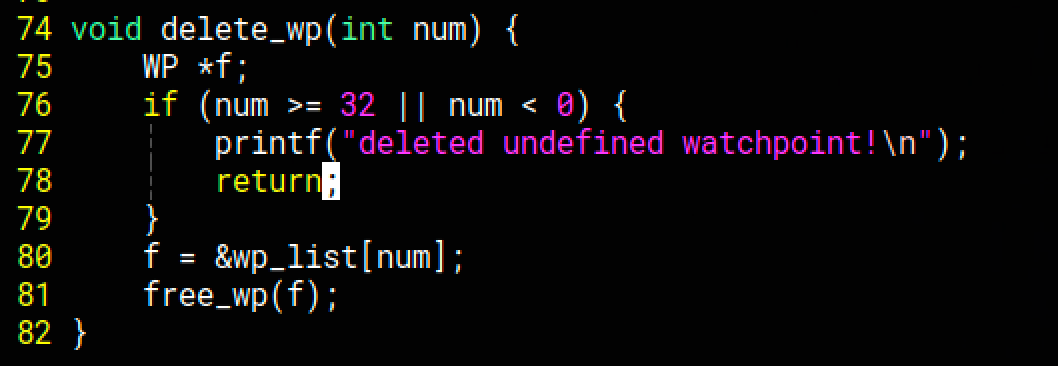 74 void delete_wp(int num) {
75     WP *f;
76     if (num >= 32 || num < 0) {
77         printf("deleted undefined watchpoint!\n");
78         return;
79     }
80     f = &wp_list[num];
81     free_wp(f);
82 }